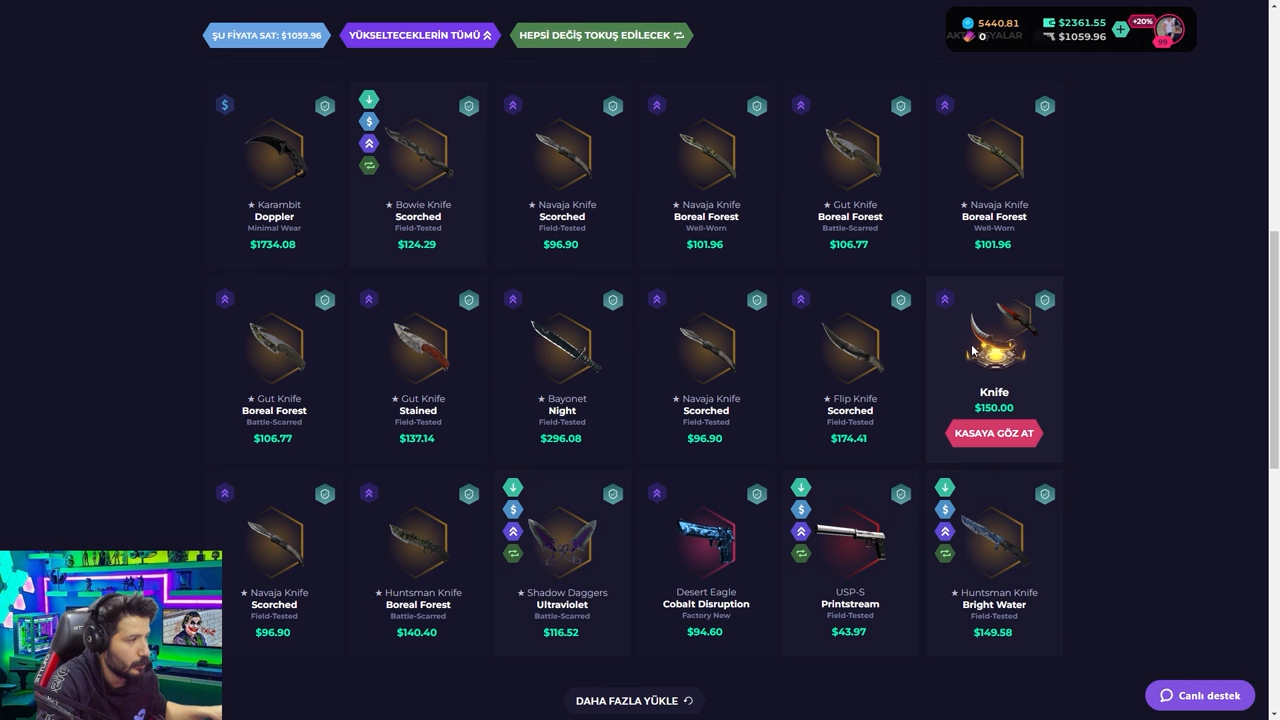 ŞU FİYATA SAT: $1059.96
YÜKSELTECEKLERİN TÜMÜ
HEPSİ DEĞİŞ TOKUŞ EDİLECEK
5440.81
$2361.55
+20%
0
$1059.96
99
★ Karambit
Doppler
Minimal Wear
$1734.08
★ Bowie Knife
Scorched
Field-Tested
$124.29
★ Navaja Knife
Scorched
Field-Tested
$96.90
★ Navaja Knife
Boreal Forest
Well-Worn
$101.96
★ Gut Knife
Boreal Forest
Battle-Scarred
$106.77
★ Navaja Knife
Boreal Forest
Well-Worn
$101.96
★ Gut Knife
Boreal Forest
Battle-Scarred
$106.77
★ Gut Knife
Stained
Field-Tested
$137.14
★ Bayonet
Night
Field-Tested
$296.08
★ Navaja Knife
Scorched
Field-Tested
$96.90
★ Flip Knife
Scorched
Field-Tested
$174.41
Knife
$150.00
KASAYA GÖZ AT
★ Navaja Knife
Scorched
Field-Tested
$96.90
★ Huntsman Knife
Boreal Forest
Battle-Scarred
$140.40
★ Shadow Daggers
Ultraviolet
Battle-Scarred
$116.52
Desert Eagle
Cobalt Disruption
Factory New
$94.60
USP-S
Printstream
Field-Tested
$43.97
★ Huntsman Knife
Bright Water
Field-Tested
$149.58
DAHA FAZLA YÜKLE
Canlı destek